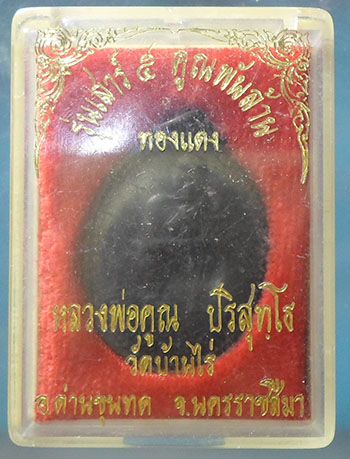 รุ่นเสาร์ ๕ คูณพันล้าน
ทองแดง
หลวงพ่อคูณ ปริสุทฺโธ
วัดบ้านไร่
อ.ด่านขุนทด จ.นครราชสีมา